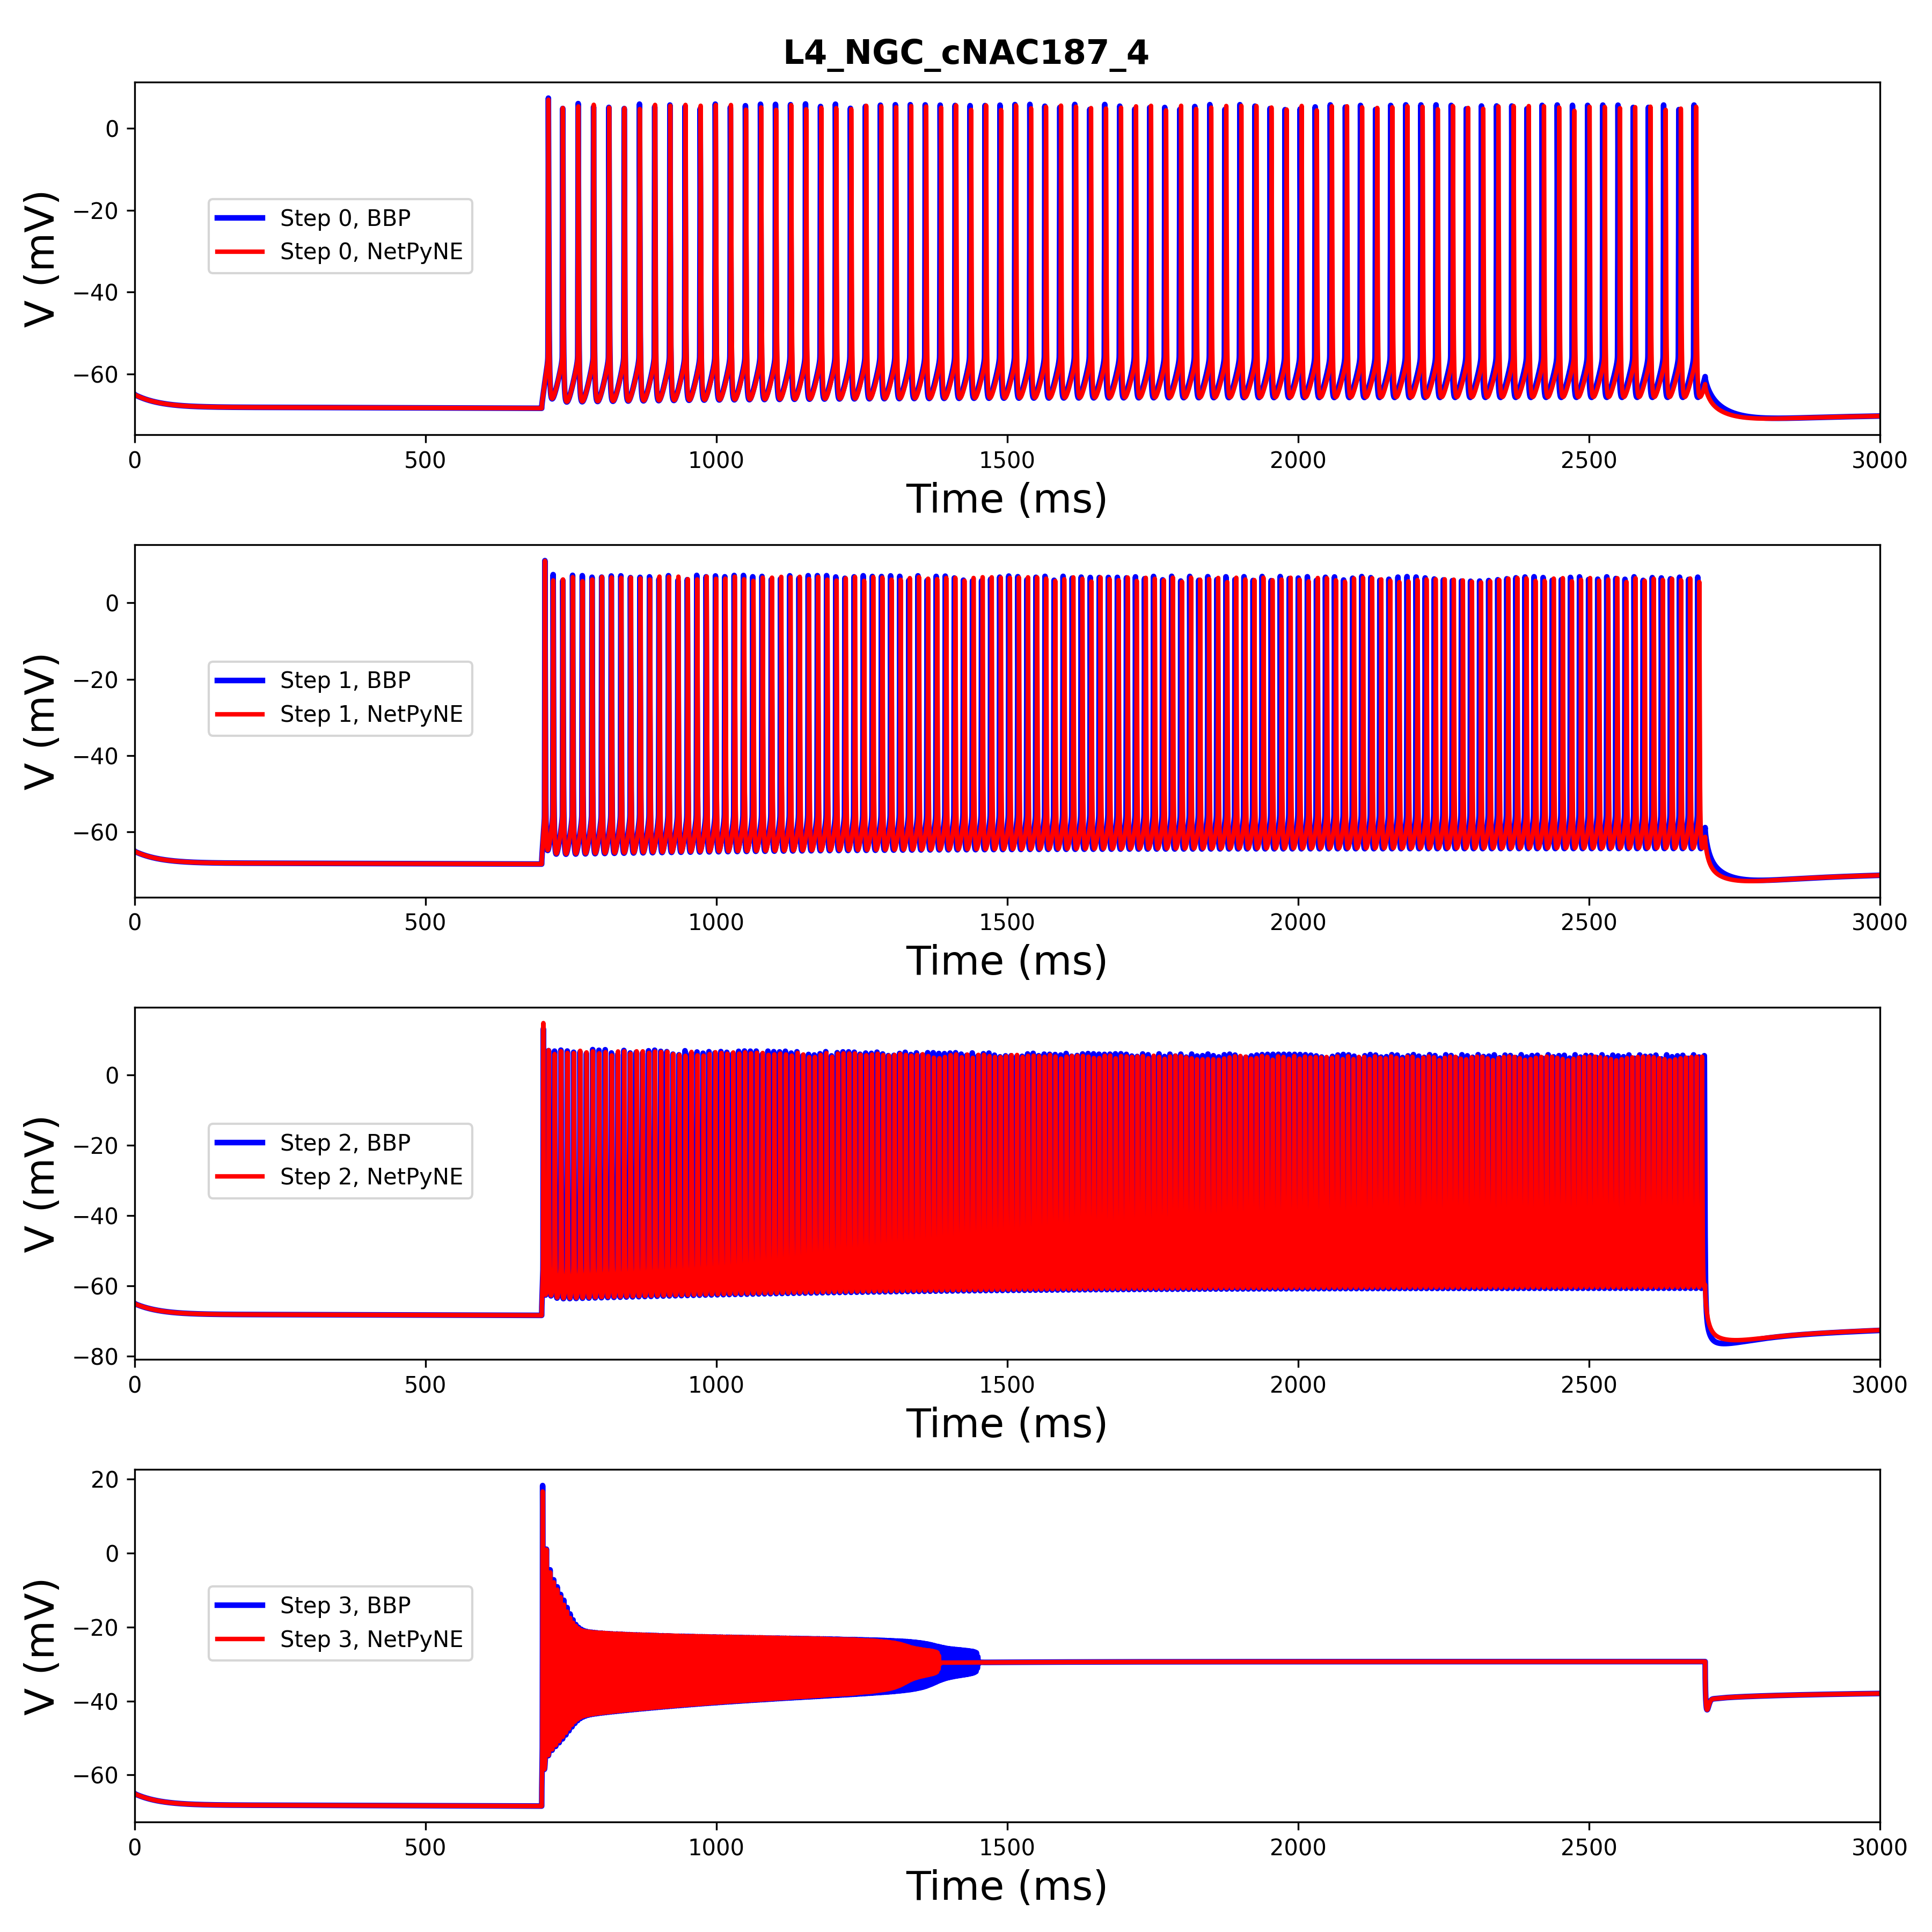 L4_NGC_cNAC187_4
0
−20
−40
−60
V (mV)
Step 0, BBP
Step 0, NetPyNE
0 500 1000 1500 2000 2500 3000
Time (ms)
0
−20
−40
−60
V (mV)
Step 1, BBP
Step 1, NetPyNE
0 500 1000 1500 2000 2500 3000
Time (ms)
0
−20
−40
−60
−80
V (mV)
Step 2, BBP
Step 2, NetPyNE
0 500 1000 1500 2000 2500 3000
Time (ms)
20
0
−20
−40
−60
V (mV)
Step 3, BBP
Step 3, NetPyNE
0 500 1000 1500 2000 2500 3000
Time (ms)